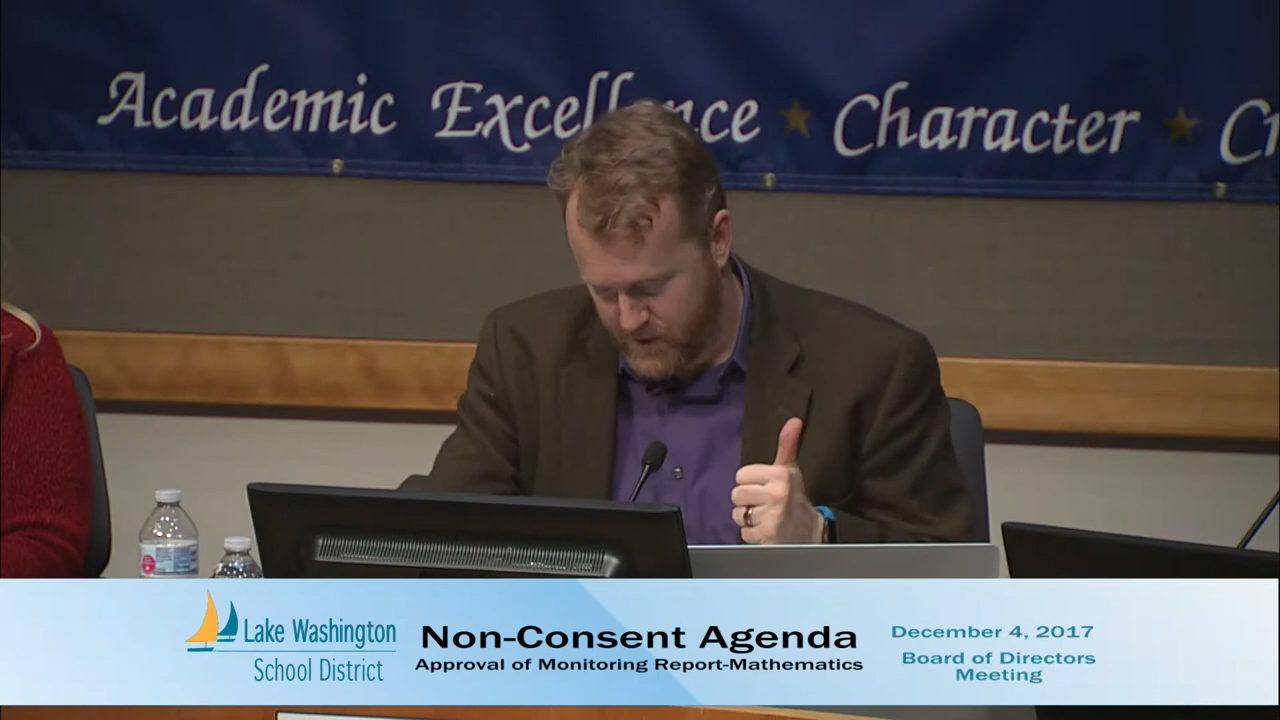 Academic Excellence ★ Character ★
Lake Washington
School District
Non-Consent Agenda
Approval of Monitoring Report-Mathematics
December 4, 2017
Board of Directors
Meeting